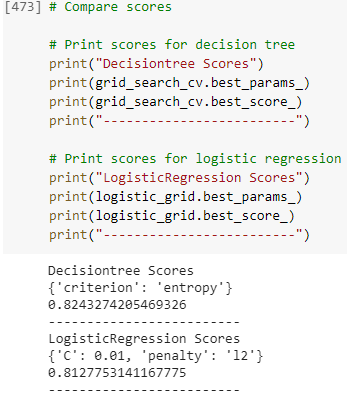 [473] # Compare scores
# Print scores for decision tree
print("Decisiontree Scores")
print(grid_search_cv.best_params_)
print(grid_search_cv.best_score_)
print("-------------------------")
# Print scores for logistic regression
print("LogisticRegression Scores")
print(logistic_grid.best_params_)
print(logistic_grid.best_score_)
print("-------------------------")
Decisiontree Scores
{'criterion': 'entropy'}
0.8243274205469326
-------------------------
LogisticRegression Scores
{'C': 0.01, 'penalty': 'l2'}
0.8127753141167775
-------------------------